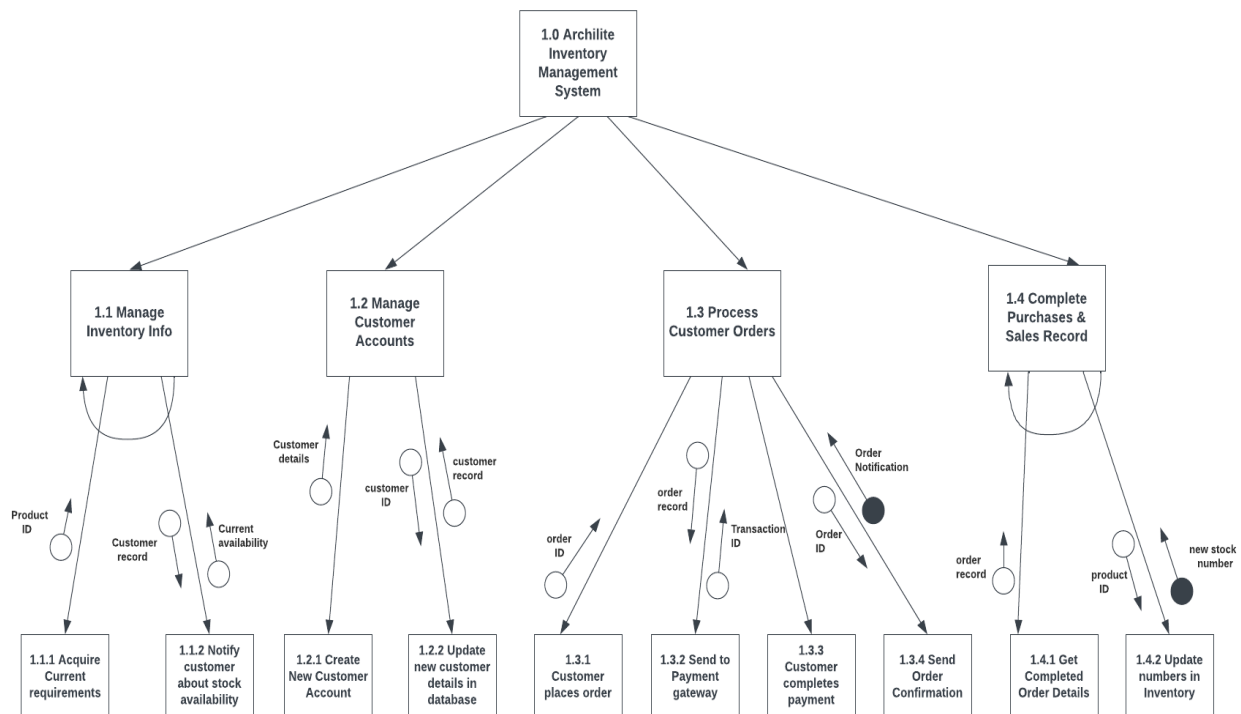 1.0 Archilite
Inventory
Management
System
1.1 Manage
Inventory Info
1.2 Manage
Customer
Accounts
1.3 Process
Customer Orders
1.4 Complete
Purchases &
Sales Record
Product
ID
Customer
record
Current
availability
Customer
details
customer
ID
customer
record
order
ID
order
record
Transaction
ID
Order
ID
Order
Notification
order
record
product
ID
new stock
number
1.1.1 Acquire
Current
requirements
1.1.2 Notify
customer
about stock
availability
1.2.1 Create
New Customer
Account
1.2.2 Update
new customer
details in
database
1.3.1
Customer
places order
1.3.2 Send to
Payment
gateway
1.3.3
Customer
completes
payment
1.3.4 Send
Order
Confirmation
1.4.1 Get
Completed
Order Details
1.4.2 Update
numbers in
Inventory